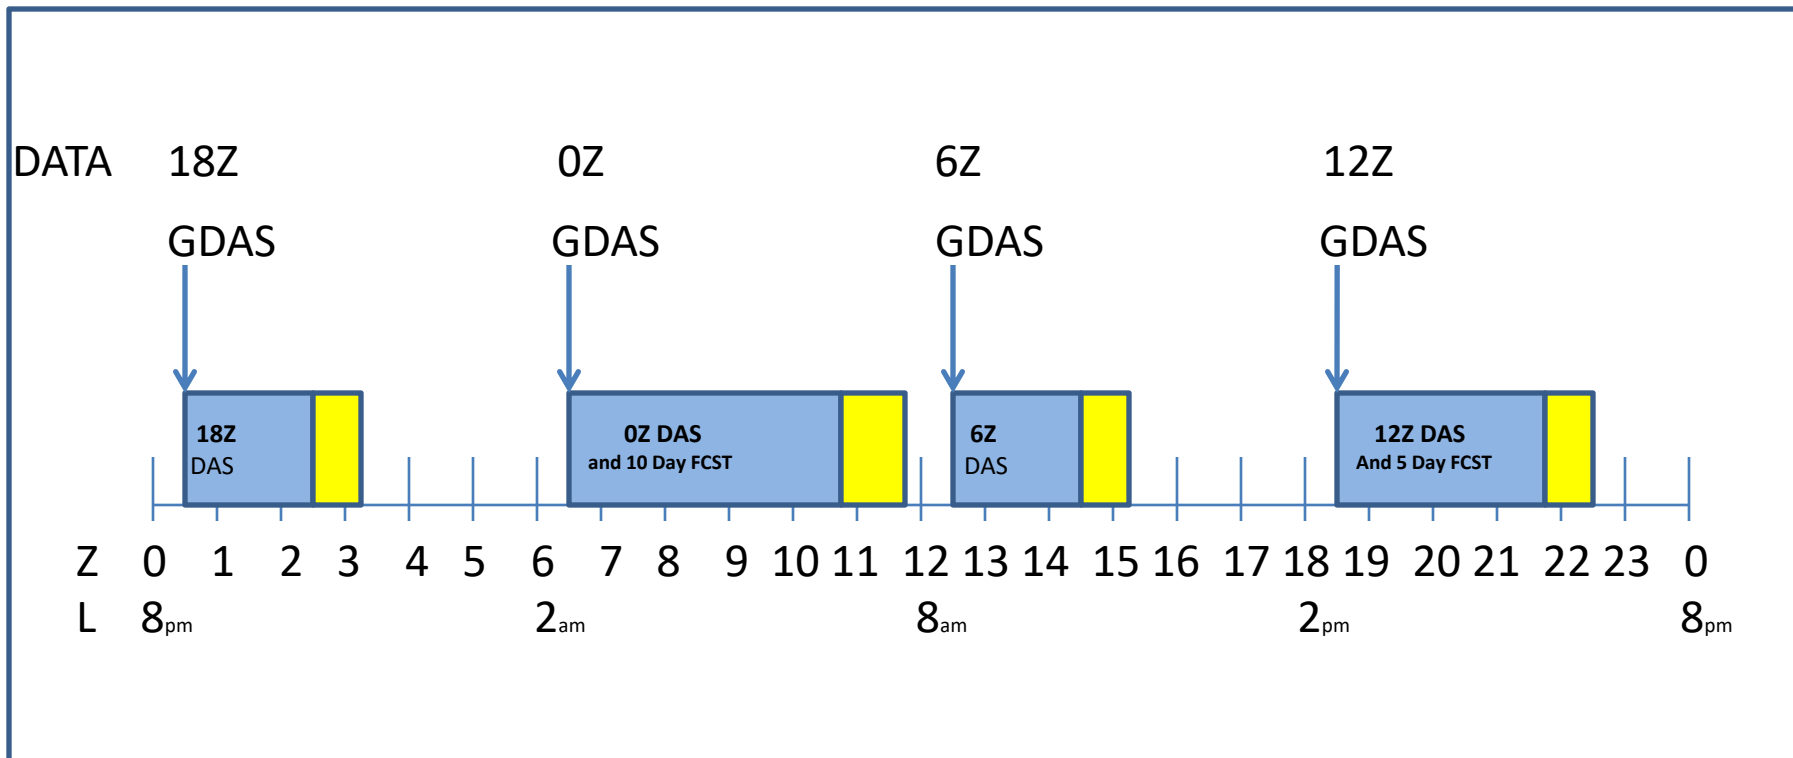 DATA 18Z 0Z 6Z 12Z
GDAS GDAS GDAS GDAS
18Z 0Z DAS 6Z 12Z DAS
DAS and 10 Day FCST DAS And 5 Day FCST
Z 0 1 2 3 4 5 6 7 8 9 10 11 12 13 14 15 16 17 18 19 20 21 22 23 0
L 8pm 2am 8am 2pm 8pm